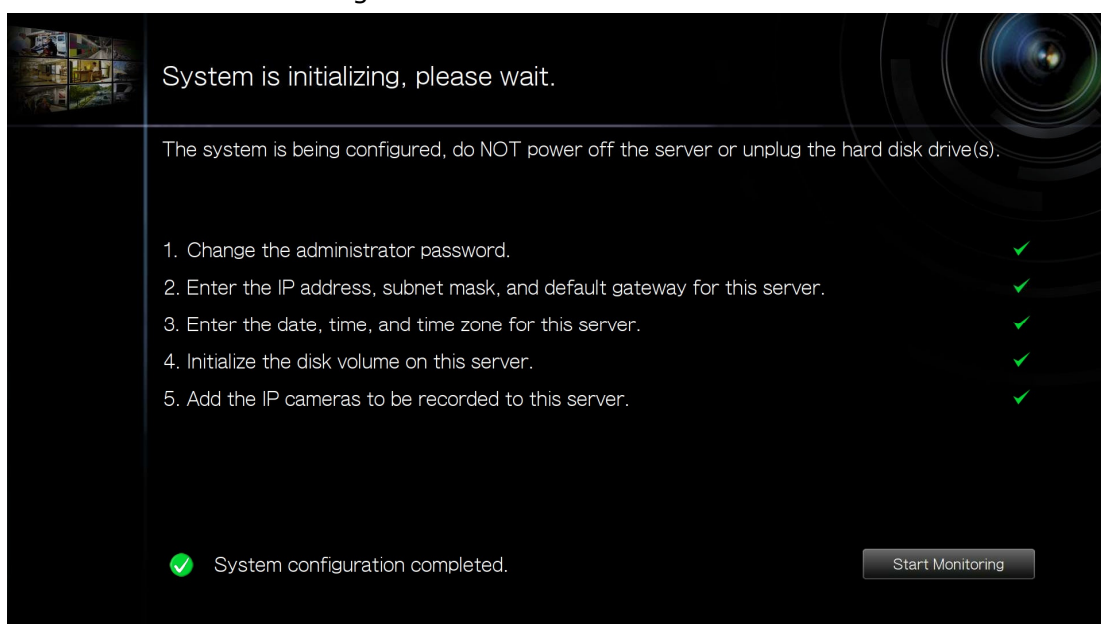 System is initializing, please wait.
The system is being configured, do NOT power off the server or unplug the hard disk drive(s).
1. Change the administrator password.
2. Enter the IP address, subnet mask, and default gateway for this server.
3. Enter the date, time, and time zone for this server.
4. Initialize the disk volume on this server.
5. Add the IP cameras to be recorded to this server.
System configuration completed.
Start Monitoring